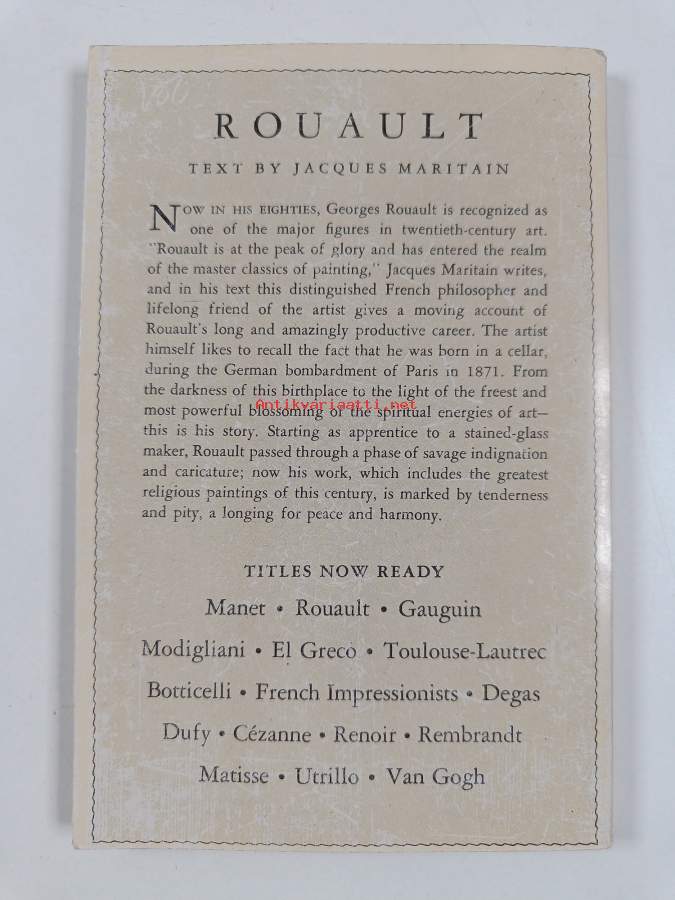 ROUAULT
TEXT BY JACQUES MARITAIN
NOW IN HIS EIGHTIES, Georges Rouault is recognized as
one of the major figures in twentieth-century art.
"Rouault is at the peak of glory and has entered the realm
of the master classics of painting," Jacques Maritain writes,
and in his text this distinguished French philosopher and
lifelong friend of the artist gives a moving account of
Rouault's long and amazingly productive career. The artist
himself likes to recall the fact that he was born in a cellar,
during the German bombardment of Paris in 1871. From
the darkness of this birthplace to the light of the freest and
most powerful blossoming of the spiritual energies of art—
Antikvariaatti.net
this is his story. Starting as apprentice to a stained-glass
maker, Rouault passed through a phase of savage indignation
and caricature; now his work, which includes the greatest
religious paintings of this century, is marked by tenderness
and pity, a longing for peace and harmony.
TITLES NOW READY
Manet • Rouault • Gauguin
Modigliani • El Greco • Toulouse-Lautrec
Botticelli • French Impressionists • Degas
Dufy • Cézanne • Renoir • Rembrandt
Matisse • Utrillo • Van Gogh